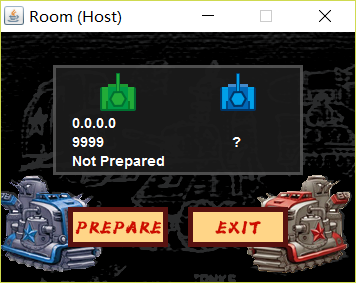 Room (Host)
0.0.0.0
9999
?
Not Prepared
PREPARE
EXIT